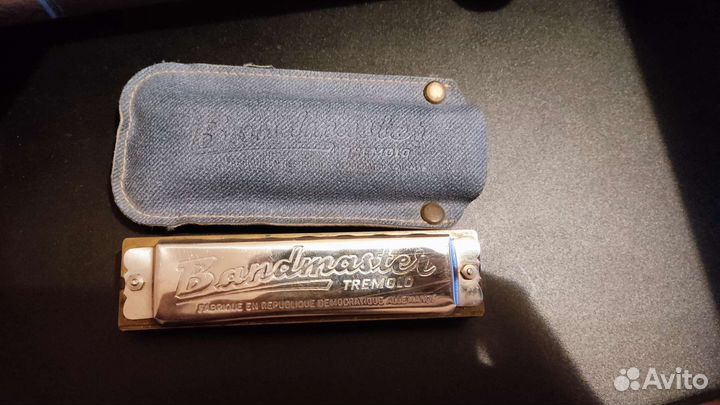 Bandmaster
TREMOLO
Bandmaster
TREMOLO
FABRIQUE EN REPUBLIQUE DEMOCRATIQUE ALLEMANDE
Avito